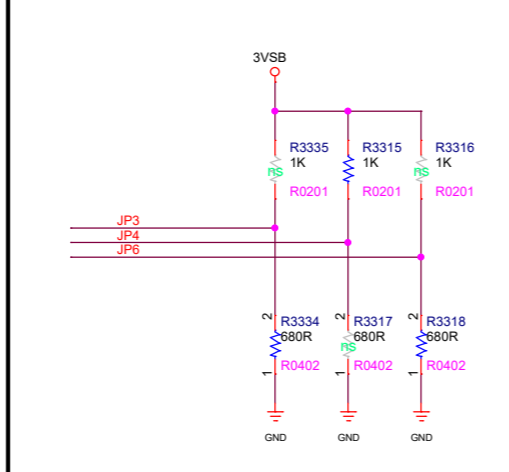 3VSB
R3335 R3315 R3316
1K 1K 1K
RS RS
R0201 R0201 R0201
JP3
JP4
JP6
2 2 2
R3334 R3317 R3318
680R 680R 680R
RS
1 1 1
R0402 R0402 R0402
GND GND GND